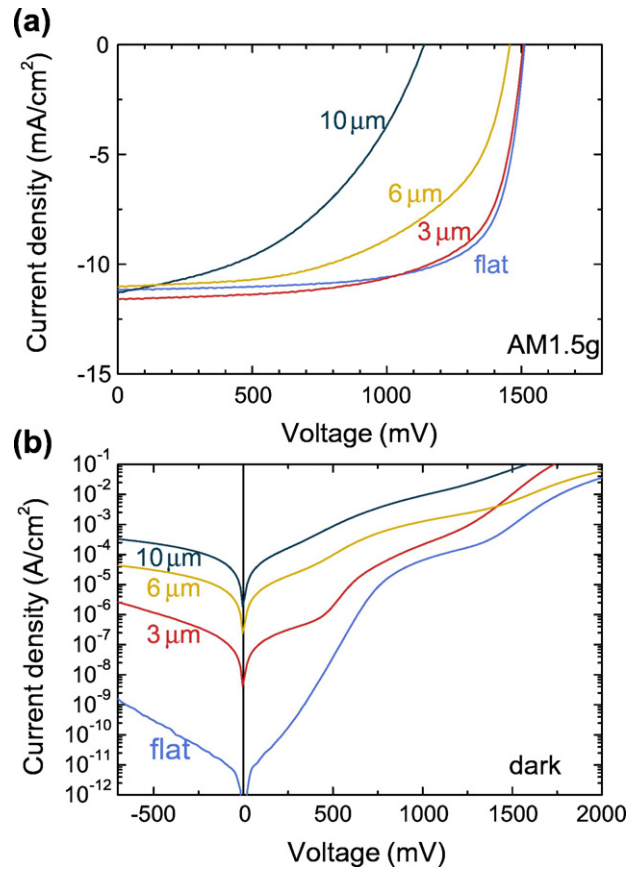 (a)
Current density (mA/cm²)
0
-5
-10
-15
10 µm
6 µm
3 µm
flat
AM1.5g
0 500 1000 1500
Voltage (mV)
(b)
Current density (A/cm²)
10⁻¹
10⁻²
10⁻³
10⁻⁴
10⁻⁵
10⁻⁶
10⁻⁷
10⁻⁸
10⁻⁹
10⁻¹⁰
10⁻¹¹
10⁻¹²
10 µm
6 µm
3 µm
flat
dark
-500 0 500 1000 1500 2000
Voltage (mV)